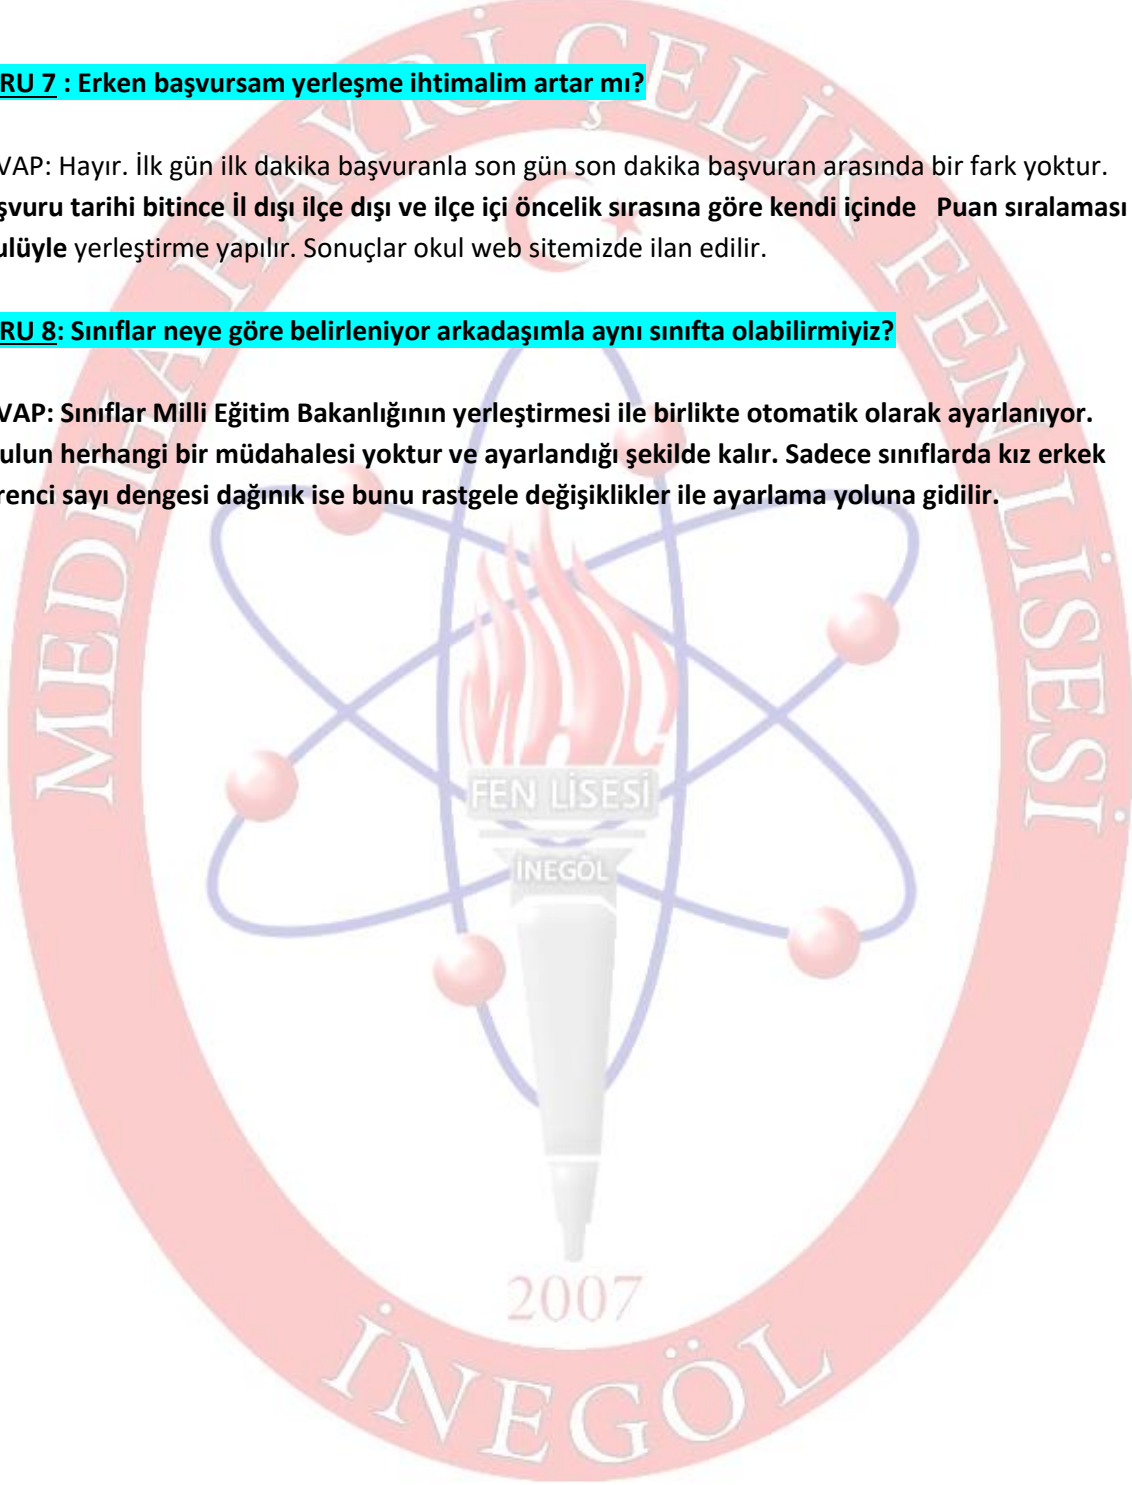 RU 7 : Erken başvursam yerleşme ihtimalim artar mı?
VAP: Hayır. İlk gün ilk dakika başvuranla son gün son dakika başvuran arasında bir fark yoktur.
şvuru tarihi bitince İl dışı ilçe dışı ve ilçe içi öncelik sırasına göre kendi içinde Puan sıralaması
ulüyle yerleştirme yapılır. Sonuçlar okul web sitemizde ilan edilir.
RU 8: Sınıflar neye göre belirleniyor arkadaşımla aynı sınıfta olabilirmiyiz?
VAP: Sınıflar Milli Eğitim Bakanlığının yerleştirmesi ile birlikte otomatik olarak ayarlanıyor.
ulun herhangi bir müdahalesi yoktur ve ayarlandığı şekilde kalır. Sadece sınıflarda kız erkek
renci sayı dengesi dağınık ise bunu rastgele değişiklikler ile ayarlama yoluna gidilir.
MEDİHA HAYRİ ÇELİK FEN LİSESİ
FEN LİSESİ
İNEGÖL
2007
İNEGÖL